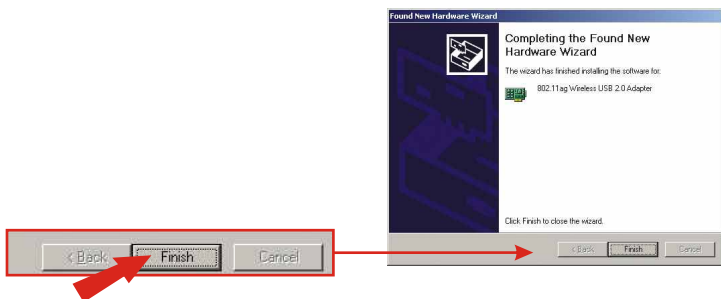 Found New Hardware Wizard
Completing the Found New
Hardware Wizard
The wizard has finished installing the software for:
802.11ag Wireless USB 2.0 Adapter
Click Finish to close the wizard.
< Back Finish Cancel
< Back Finish Cancel